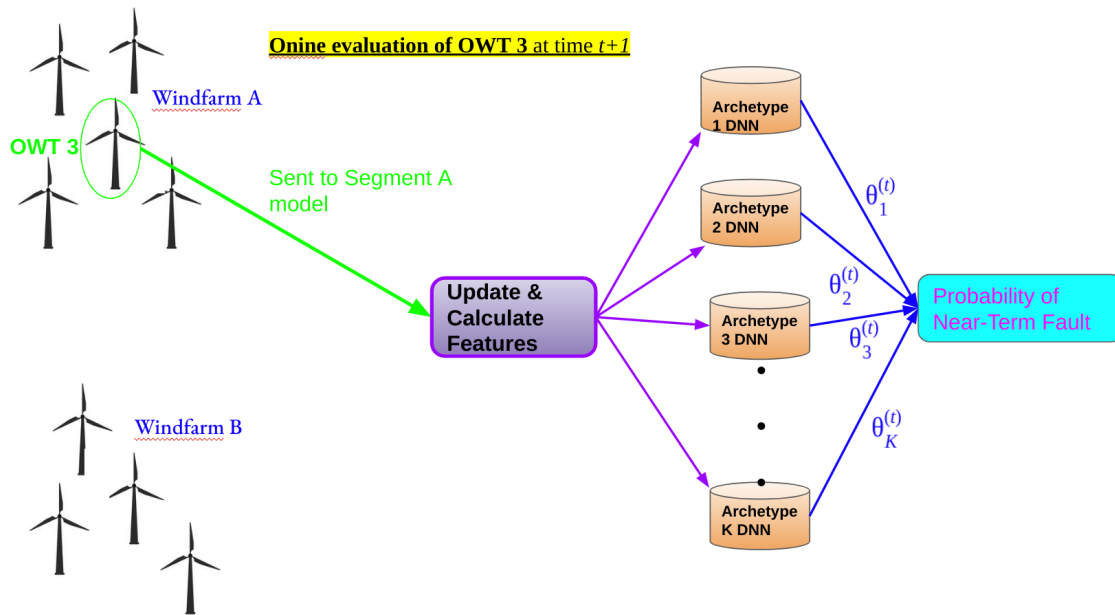 Onine evaluation of OWT 3 at time t+1
Windfarm A
OWT 3
Sent to Segment A
model
Update &
Calculate
Features
Archetype
1 DNN
Archetype
2 DNN
Archetype
3 DNN
Archetype
K DNN
θ₁⁽ᵗ⁾
θ₂⁽ᵗ⁾
θ₃⁽ᵗ⁾
θ_K⁽ᵗ⁾
Probability of
Near-Term Fault
Windfarm B